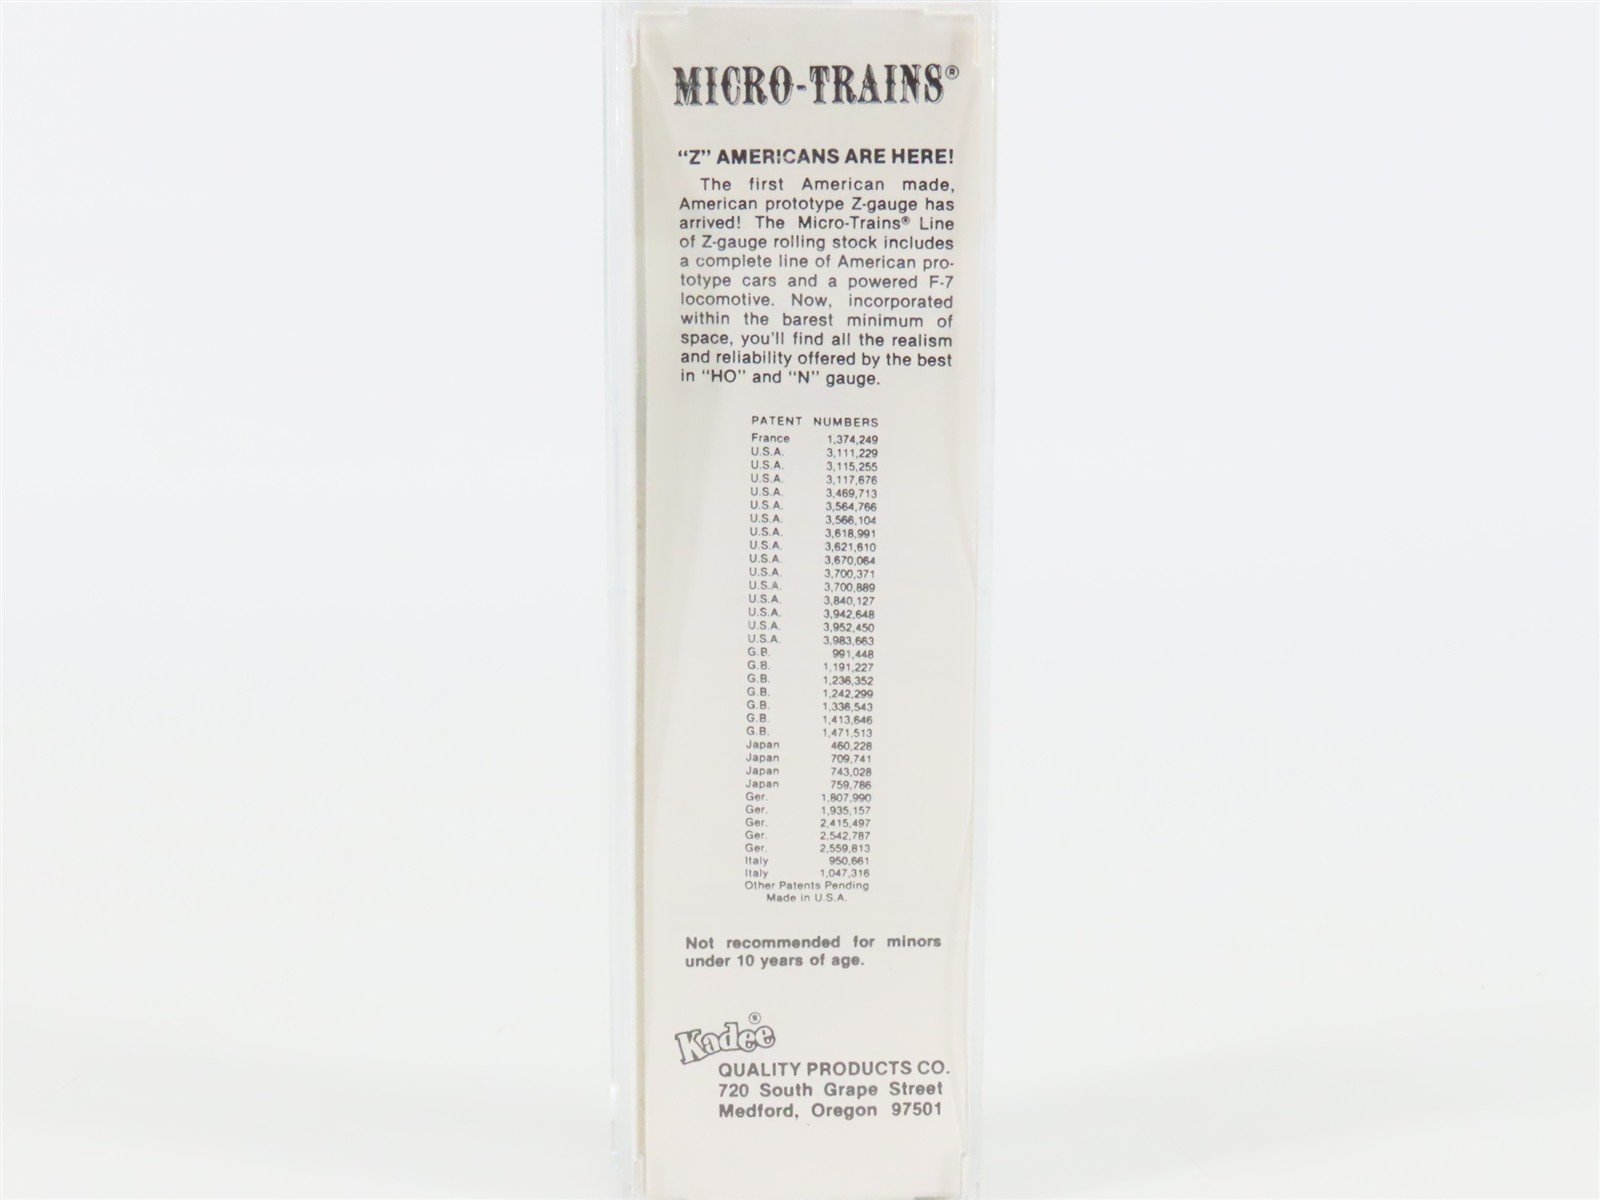 MICRO-TRAINS®
“Z” AMERICANS ARE HERE!
The first American made,
American prototype Z-gauge has
arrived! The Micro-Trains® Line
of Z-gauge rolling stock includes
a complete line of American pro-
totype cars and a powered F-7
locomotive. Now, incorporated
within the barest minimum of
space, you'll find all the realism
and reliability offered by the best
in “HO” and “N” gauge.
PATENT NUMBERS
France 1,374,249
U.S.A. 3,111,229
U.S.A. 3,115,255
U.S.A. 3,117,676
U.S.A. 3,469,713
U.S.A. 3,564,766
U.S.A. 3,566,104
U.S.A. 3,618,991
U.S.A. 3,621,610
U.S.A. 3,670,064
U.S.A. 3,700,371
U.S.A. 3,700,889
U.S.A. 3,840,127
U.S.A. 3,942,648
U.S.A. 3,952,450
U.S.A. 3,983,663
G.B. 991,448
G.B. 1,191,227
G.B. 1,236,352
G.B. 1,242,299
G.B. 1,336,543
G.B. 1,413,646
G.B. 1,471,513
Japan 460,228
Japan 709,741
Japan 743,028
Japan 759,786
Ger. 1,807,990
Ger. 1,935,157
Ger. 2,415,497
Ger. 2,542,787
Ger. 2,559,813
Italy 950,661
Italy 1,047,316
Other Patents Pending
Made in U.S.A.
Not recommended for minors
under 10 years of age.
Kadee®
QUALITY PRODUCTS CO.
720 South Grape Street
Medford, Oregon 97501